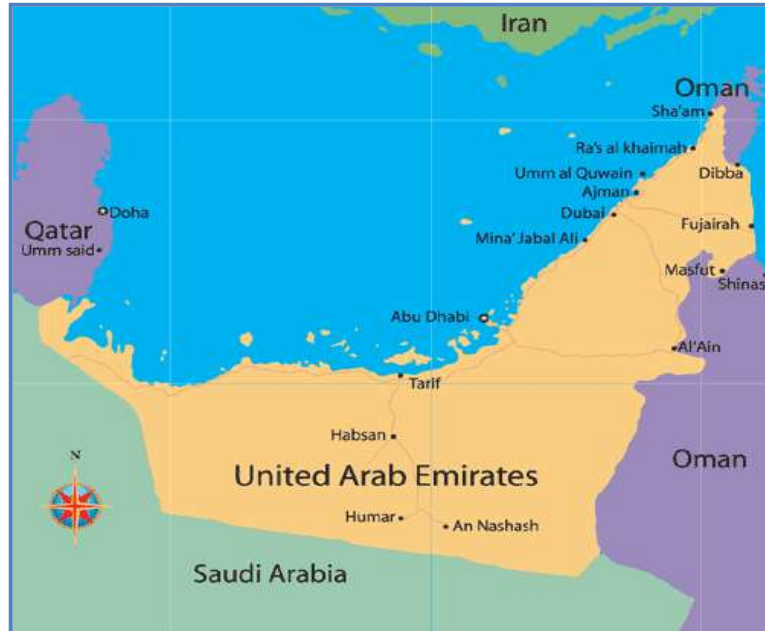 Iran
Oman
Sha'am
Ra's al khaimah
Umm al Quwain
Dibba
Ajman
Doha
Dubai
Qatar
Fujairah
Mina' Jabal Ali
Umm said
Masfut
Shinas
Abu Dhabi
Al'Ain
Tarif
Habsan
N
Oman
United Arab Emirates
Humar
An Nashash
Saudi Arabia